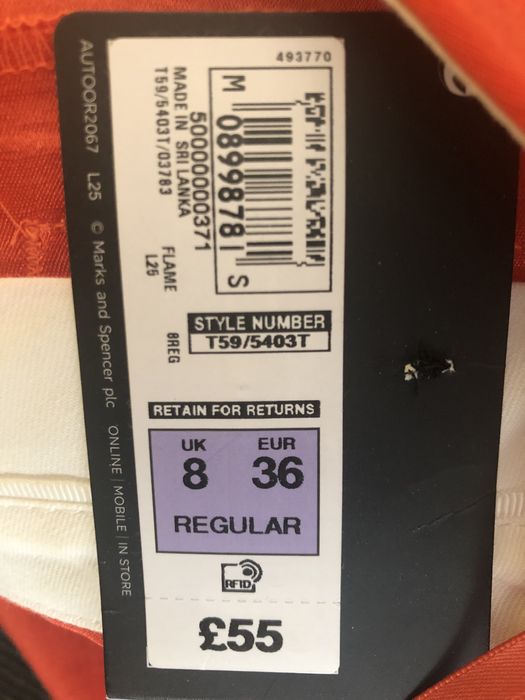 493770
M 08998781 S
5000000371
MADE IN SRI LANKA
T59/5403T/03783
FLAME
L25
8REG
STYLE NUMBER
T59/5403T
RETAIN FOR RETURNS
UK EUR
8 36
REGULAR
RFID
£55
AUTOOR2067 L25 © Marks and Spencer plc ONLINE | MOBILE | IN STORE